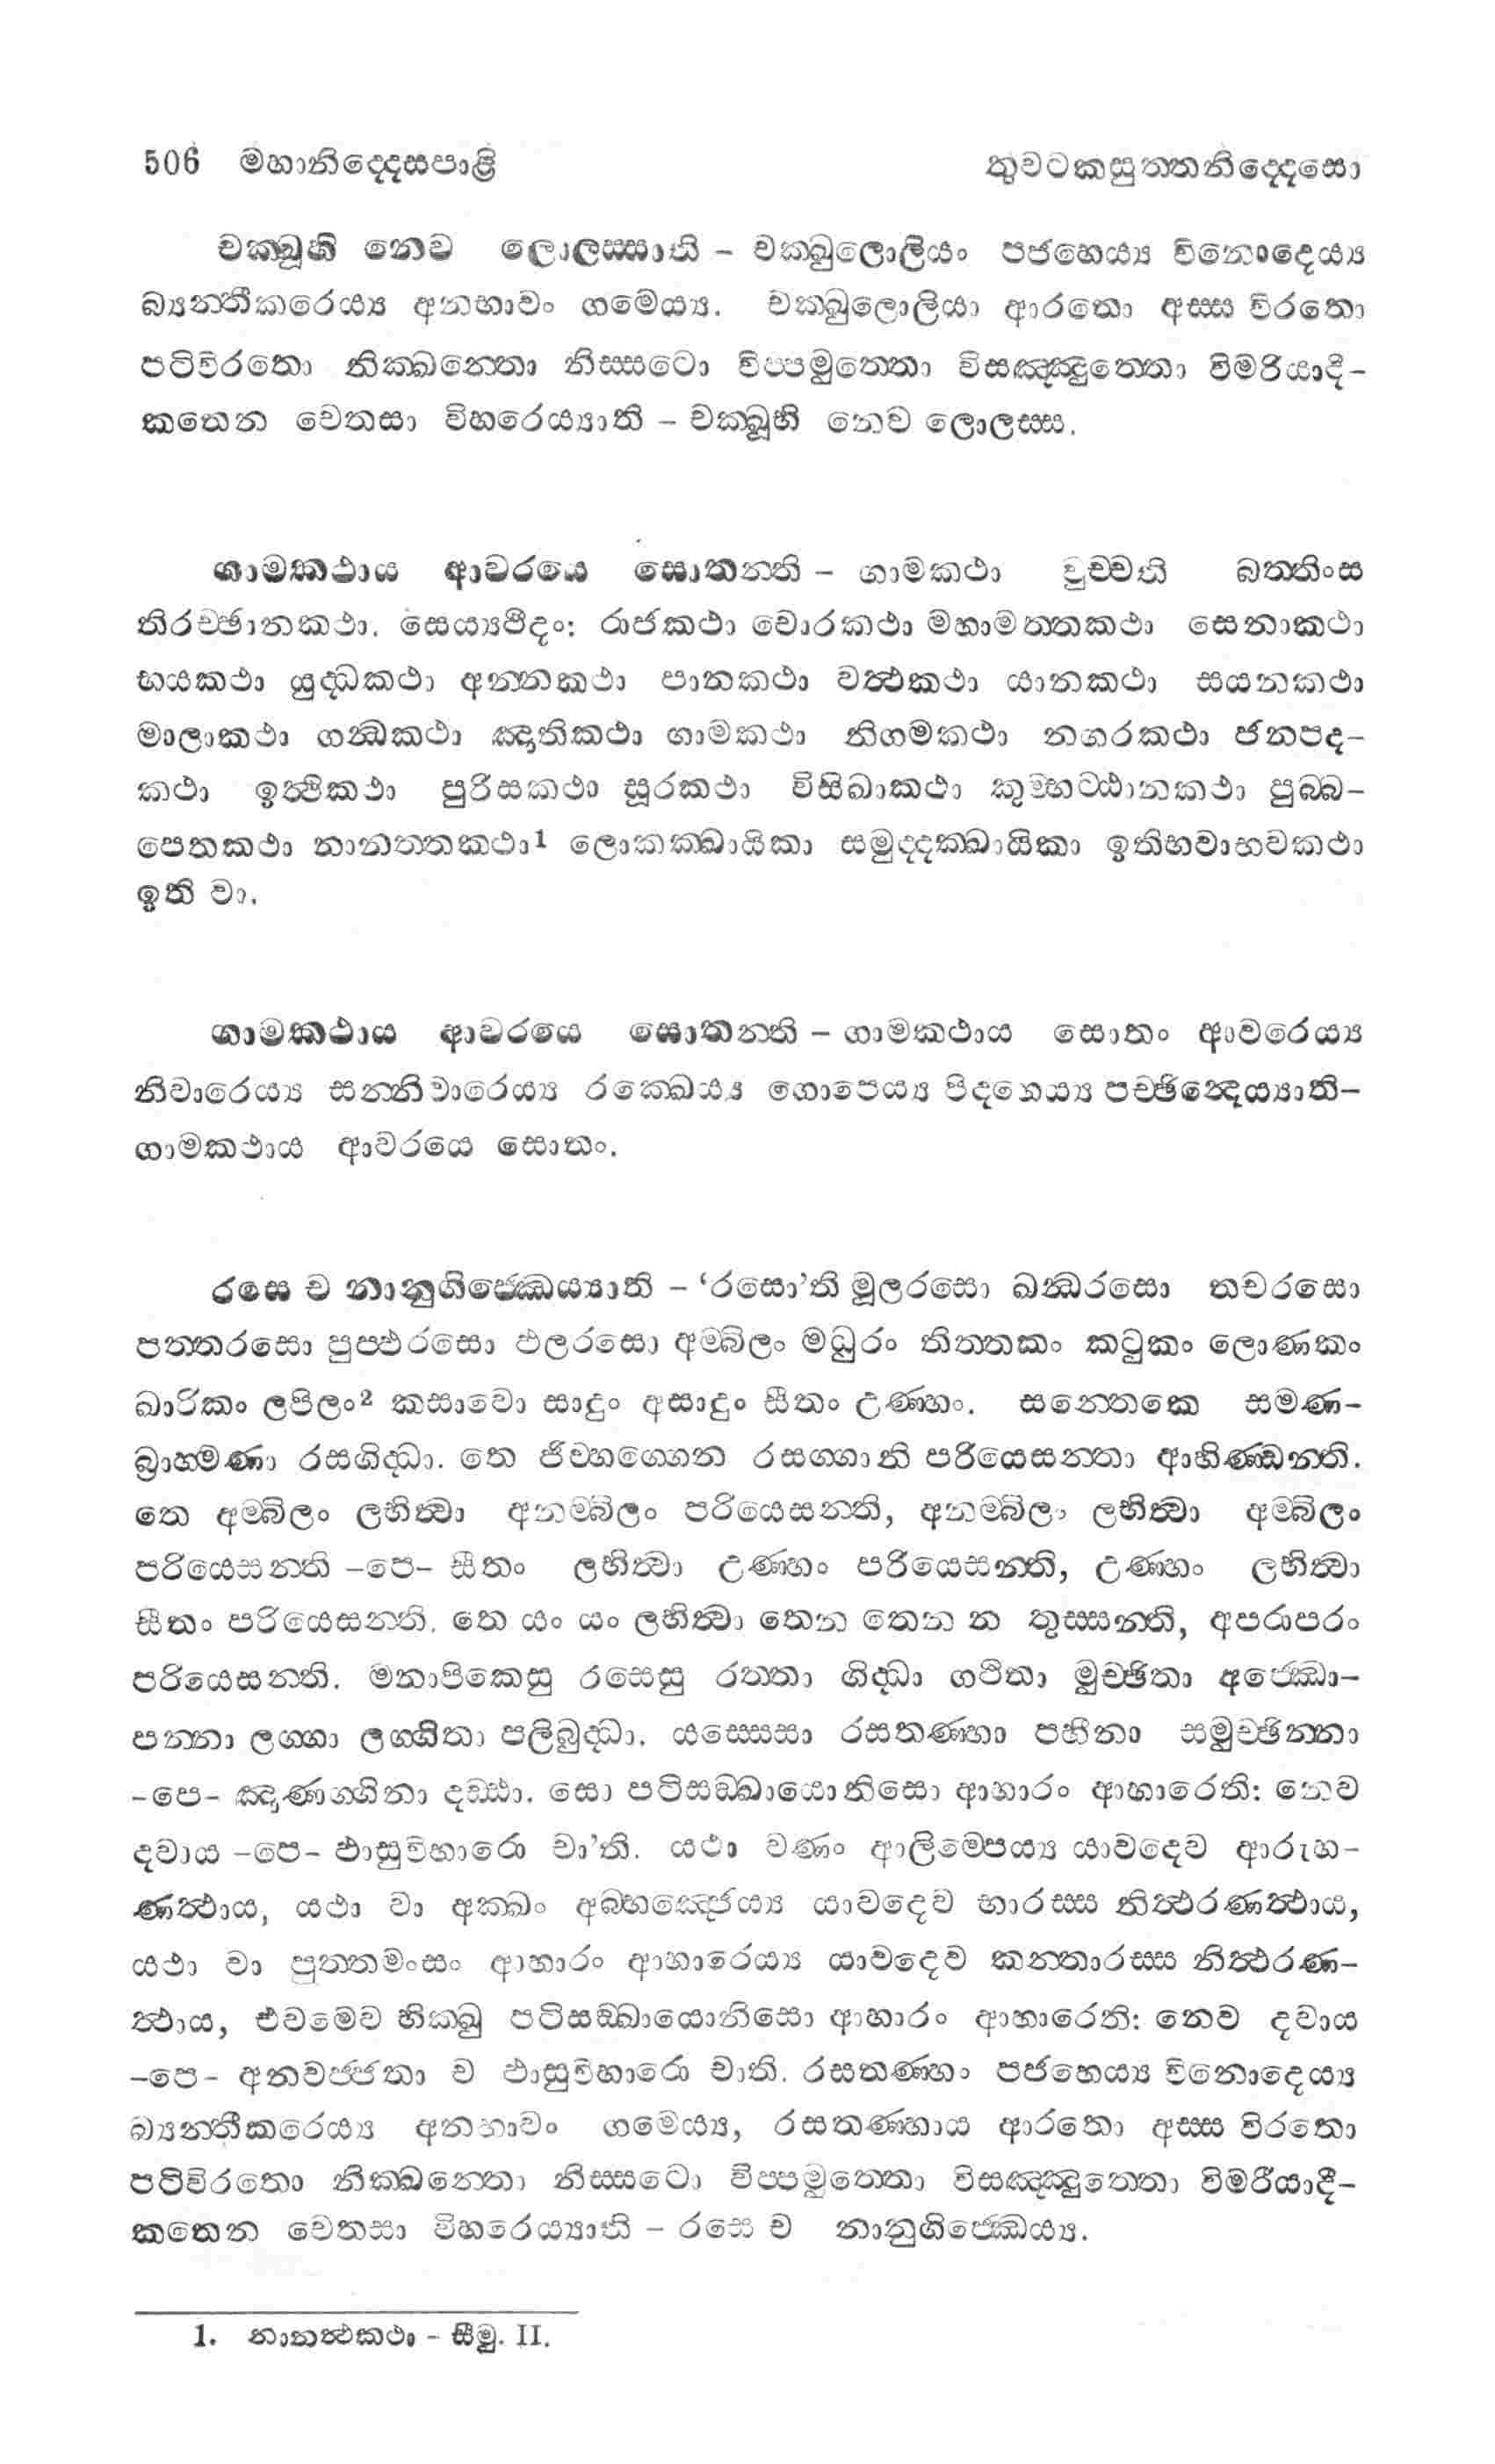 506 මහානිද්දෙසපාළි තුවටකසුත්තනිද්දෙසො
චක්ඛූහි නෙව ලොලස්සාති – චක්ඛුලොලියං පජහෙය්‍ය විනොදෙය්‍ය
බ්‍යන්තීකරෙය්‍ය අනභාවං ගමෙය්‍ය. චක්ඛුලොලියා ආරතො අස්ස විරතො
පටිවිරතො නික්ඛන්තො නිස්සටො විප්පමුත්තො විසඤ්ඤුත්තො විමරියාදී-
කතෙන චෙතසා විහරෙය්‍යාති – චක්ඛූහි නෙව ලොලස්ස.
ගාමකථාය ආවරයෙ සොතන්ති – ගාමකථා වුච්චති බත්තිංස
තිරච්ඡානකථා. සෙය්‍යථිදං: රාජකථා චොරකථා මහාමත්තකථා සෙනාකථා
භයකථා යුද්ධකථා අන්නකථා පානකථා වත්ථකථා යානකථා සයනකථා
මාලාකථා ගන්ධකථා ඤාතිකථා ගාමකථා නිගමකථා නගරකථා ජනපද-
කථා ඉත්ථිකථා පුරිසකථා සූරකථා විසිඛාකථා කුම්භට්ඨානකථා පුබ්බ-
පෙතකථා නානත්තකථා1 ලොකක්ඛායිකා සමුද්දක්ඛායිකා ඉතිභවාභවකථා
ඉති වා.
ගාමකථාය ආවරයෙ සොතන්ති – ගාමකථාය සොතං ආවරෙය්‍ය
නිවාරෙය්‍ය සන්නිවාරෙය්‍ය රක්ඛෙය්‍ය ගොපෙය්‍ය පිදහෙය්‍ය පච්ඡින්දෙය්‍යාති–
ගාමකථාය ආවරයෙ සොතං.
රසෙ ච නානුගිජ්ඣෙය්‍යාති – ‘රසො’ති මූලරසො ඛන්ධරසො තචරසො
පත්තරසො පුප්ඵරසො ඵලරසො අම්බිලං මධුරං තිත්තකං කටුකං ලොණකං
ඛාරිකං ලපිලං2 කසාවො සාදුං අසාදුං සීතං උණ්හං. සන්තෙකෙ සමණ-
බ්‍රාහ්මණා රසගිද්ධා. තෙ ජිව්හග්ගෙන රසග්ගානි පරියෙසන්තා ආහිණ්ඩන්ති.
තෙ අම්බිලං ලභිත්වා අනම්බිලං පරියෙසන්ති, අනම්බිලං ලභිත්වා අම්බිලං
පරියෙසන්ති –පෙ– සීතං ලභිත්වා උණ්හං පරියෙසන්ති, උණ්හං ලභිත්වා
සීතං පරියෙසන්ති. තෙ යං යං ලභිත්වා තෙන තෙන න තුස්සන්ති, අපරාපරං
පරියෙසන්ති. මනාපිකෙසු රසෙසු රත්තා ගිද්ධා ගථිතා මුච්ඡිතා අජ්ඣො-
පන්නා ලග්ගා ලග්ගිතා පලිබුද්ධා. යස්සෙසා රසතණ්හා පහීනා සමුච්ඡින්නා
–පෙ– ඤාණග්ගිනා දඩ්ඪා. සො පටිසඞ්ඛායොනිසො ආහාරං ආහාරෙති: නෙව
දවාය –පෙ– ඵාසුවිහාරො චා’ති. යථා වණං ආලිම්පෙය්‍ය යාවදෙව ආරුහ-
ණත්ථාය, යථා වා අක්ඛං අබ්භඤ්ජෙය්‍ය යාවදෙව භාරස්ස නිත්ථරණත්ථාය,
යථා වා පුත්තමංසං ආහාරං ආහාරෙය්‍ය යාවදෙව කන්තාරස්ස නිත්ථරණ-
ත්ථාය, එවමෙව භික්ඛු පටිසඞ්ඛායොනිසො ආහාරං ආහාරෙති: නෙව දවාය
–පෙ– අනවජ්ජතා ච ඵාසුවිහාරො චාති. රසතණ්හං පජහෙය්‍ය විනොදෙය්‍ය
බ්‍යන්තීකරෙය්‍ය අනභාවං ගමෙය්‍ය, රසතණ්හාය ආරතො අස්ස විරතො
පටිවිරතො නික්ඛන්තො නිස්සටො විප්පමුත්තො විසඤ්ඤුත්තො විමරියාදී-
කතෙන චෙතසා විහරෙය්‍යාති – රසෙ ච නානුගිජ්ඣෙය්‍ය.
1. නානත්ථකථා – සීමු. II.